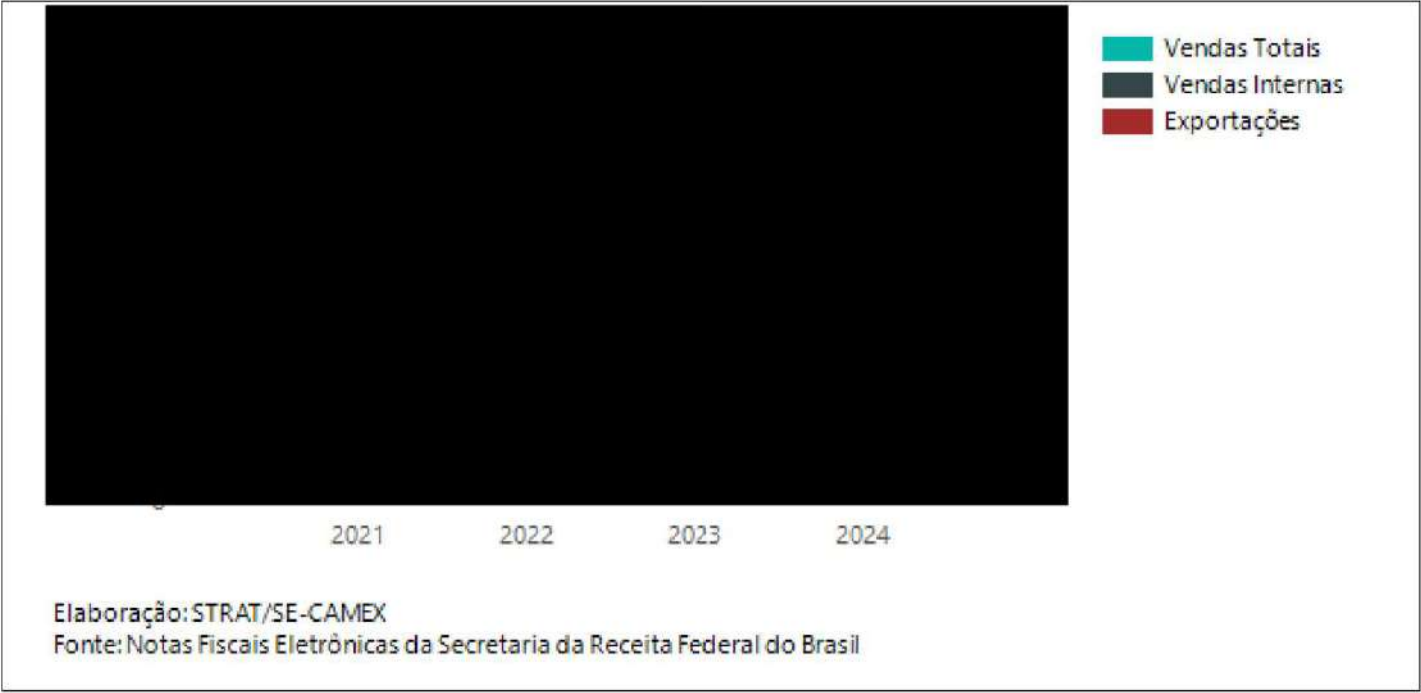 Vendas Totais
Vendas Internas
Exportações
2021 2022 2023 2024
Elaboração: STRAT/SE-CAMEX
Fonte: Notas Fiscais Eletrônicas da Secretaria da Receita Federal do Brasil